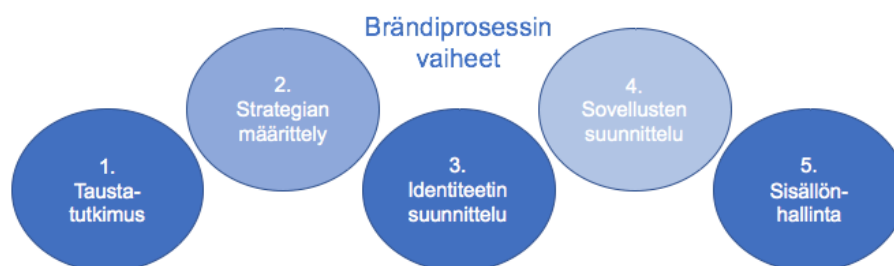 Brändiprosessin
vaiheet
1.
Tausta-
tutkimus
2.
Strategian
määrittely
3.
Identiteetin
suunnittelu
4.
Sovellusten
suunnittelu
5.
Sisällön-
hallinta